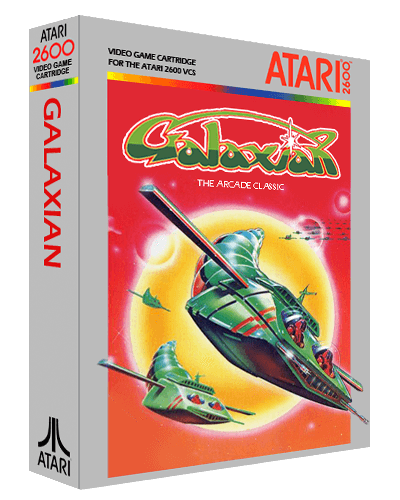 ATARI
2600
VIDEO GAME
CARTRIDGE
GALAXIAN
ATARI
VIDEO GAME CARTRIDGE
FOR THE ATARI 2600 VCS
ATARI 2600™
Galaxian
THE ARCADE CLASSIC